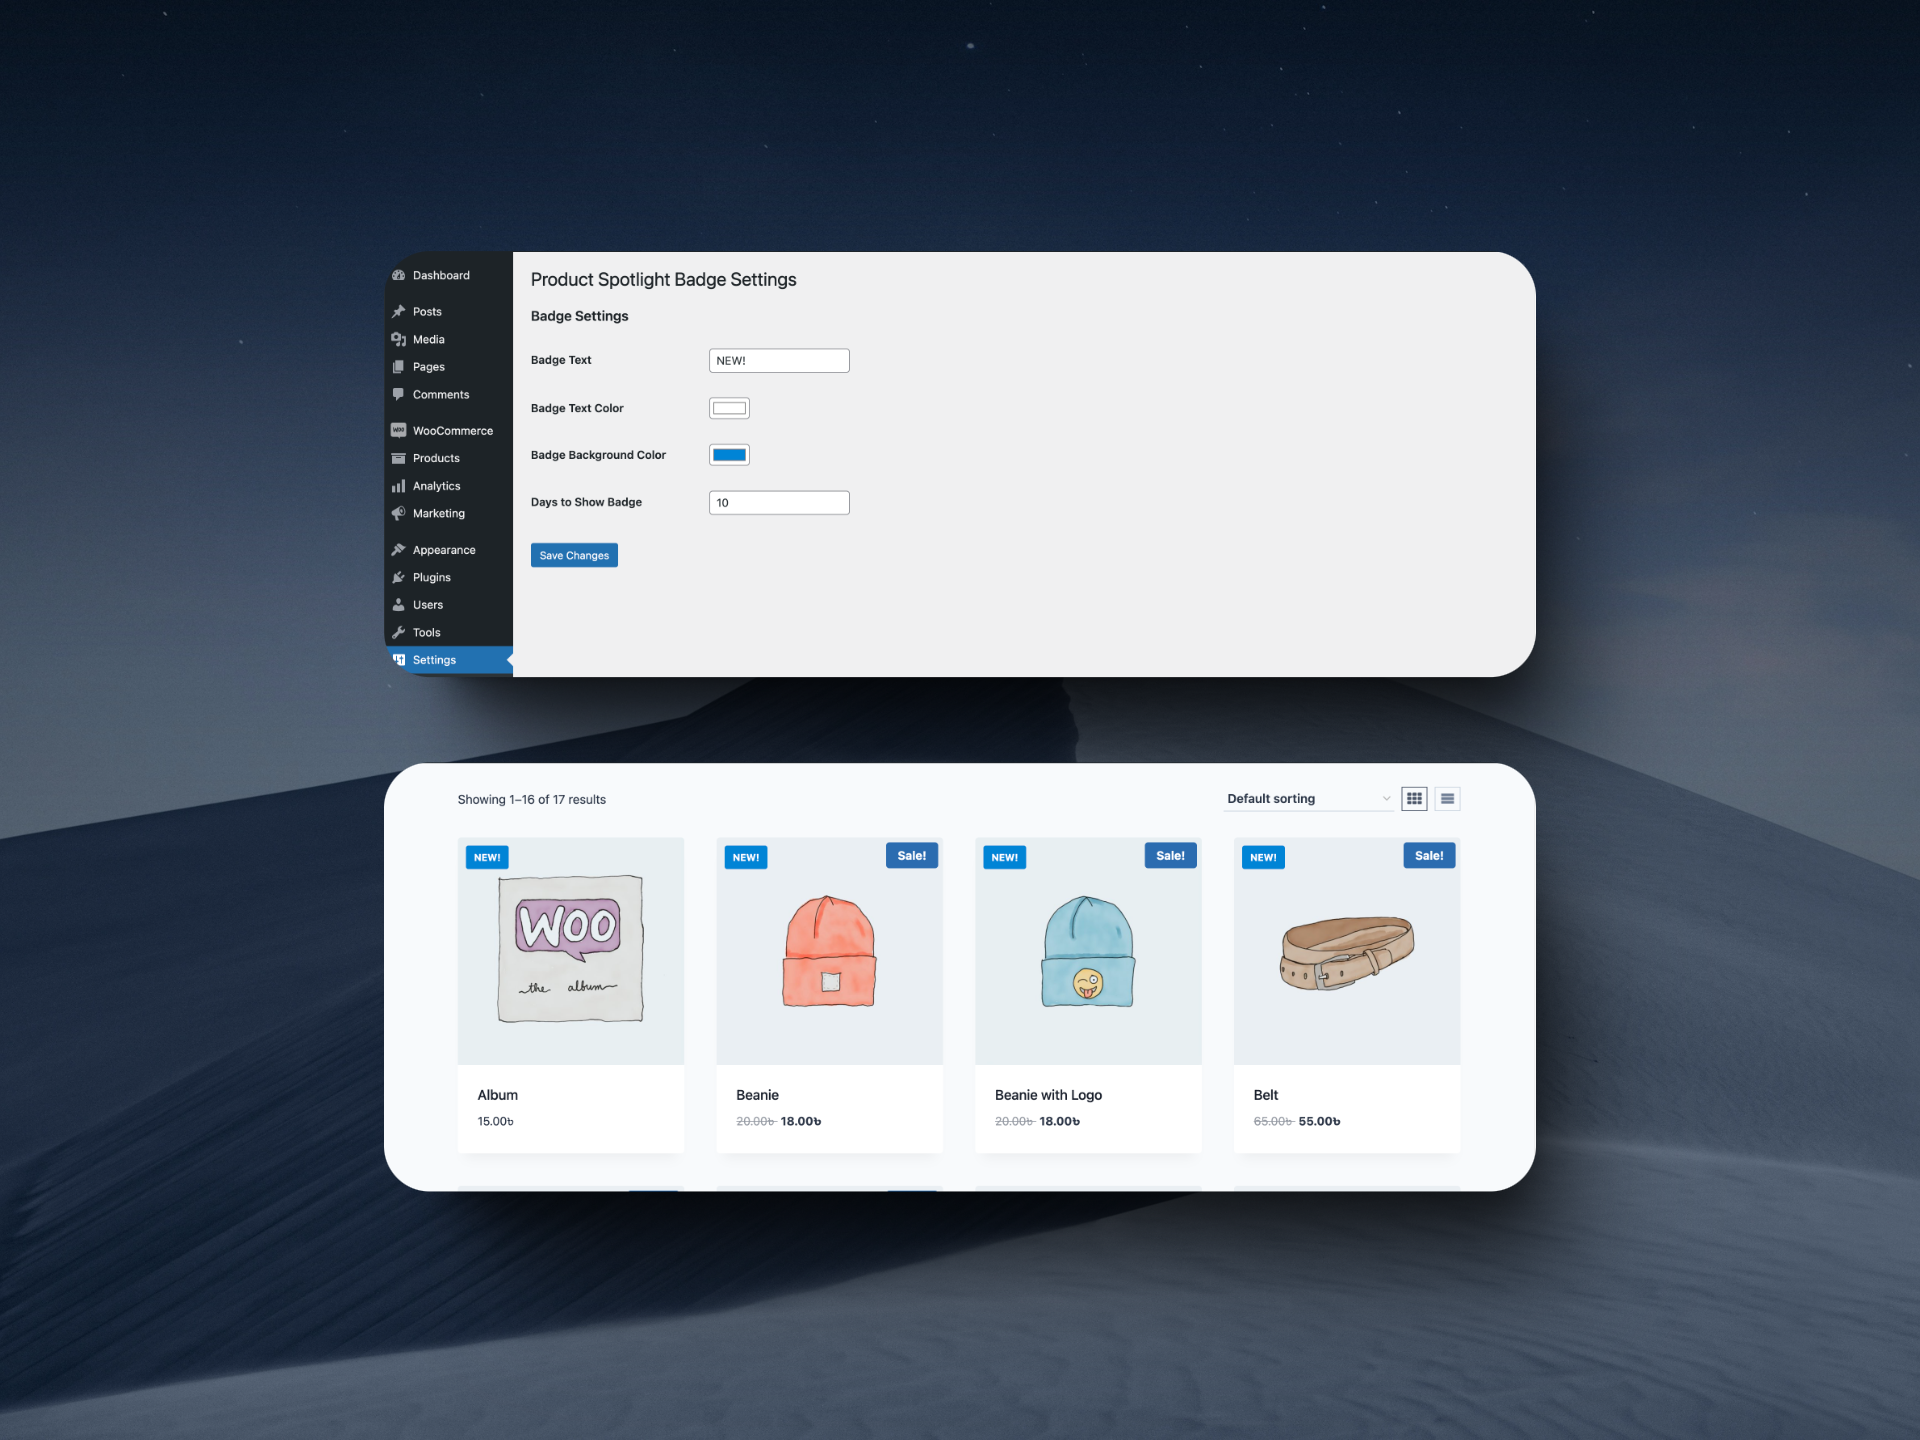 Dashboard
Posts
Media
Pages
Comments
WooCommerce
Products
Analytics
Marketing
Appearance
Plugins
Users
Tools
Settings
Product Spotlight Badge Settings
Badge Settings
Badge Text
NEW!
Badge Text Color
Badge Background Color
Days to Show Badge
10
Save Changes
Showing 1–16 of 17 results
Default sorting
NEW!
WOO
the album
Album
15.00৳
NEW!
Sale!
Beanie
20.00৳ 18.00৳
NEW!
Sale!
Beanie with Logo
20.00৳ 18.00৳
NEW!
Sale!
Belt
65.00৳ 55.00৳